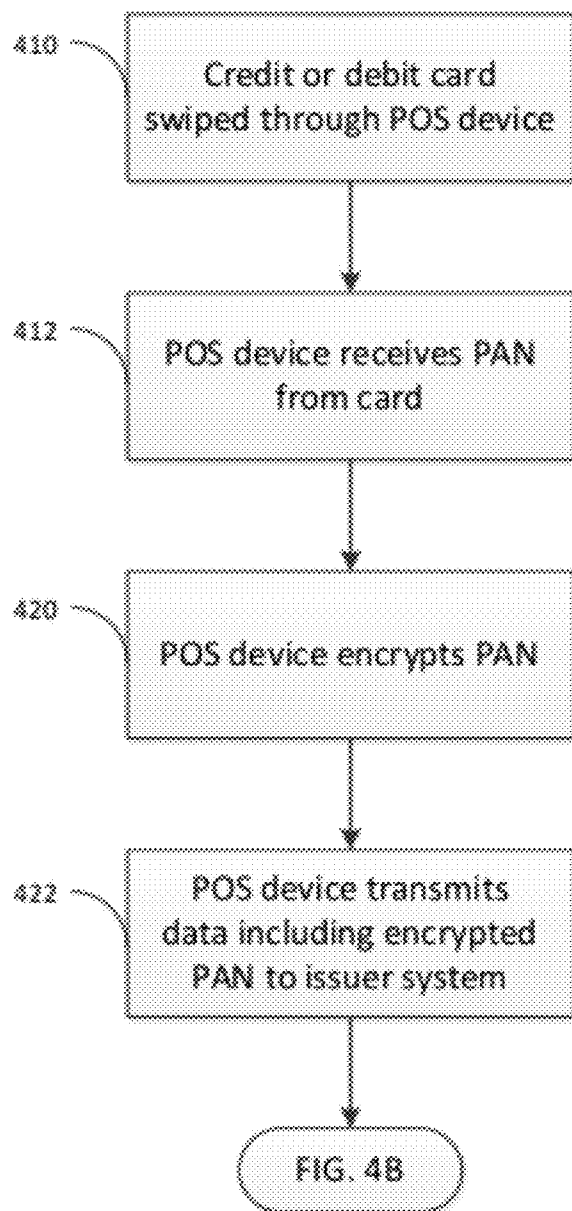 410
Credit or debit card
swiped through POS device
412
POS device receives PAN
from card
420
POS device encrypts PAN
422
POS device transmits
data including encrypted
PAN to issuer system
FIG. 4B